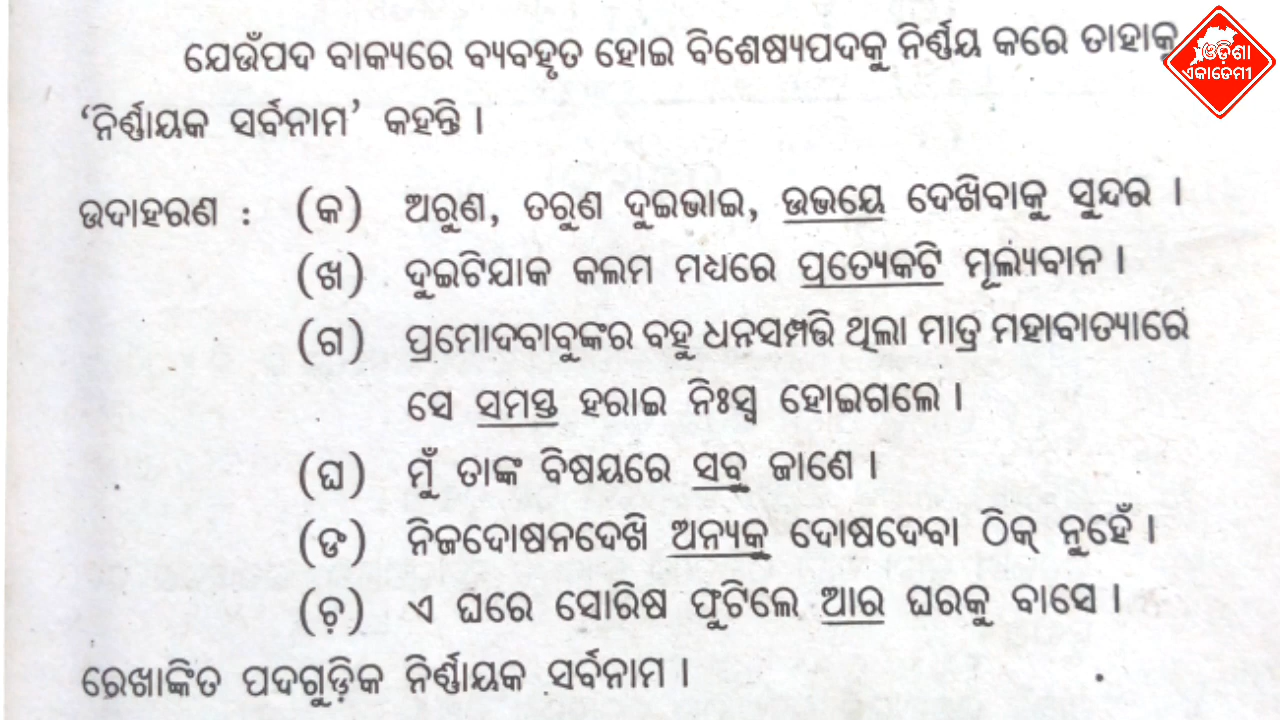 ଯେଉଁପଦ ବାକ୍ୟରେ ବ୍ୟବହୃତ ହୋଇ ବିଶେଷ୍ୟପଦକୁ ନିର୍ଣ୍ଣୟ କରେ ତାହାକୁ
‘ନିର୍ଣ୍ଣାୟକ ସର୍ବନାମ’ କହନ୍ତି ।
ଓଡ଼ିଶା
ଏକାଡେମୀ
ଉଦାହରଣ : (କ) ଅରୁଣ, ତରୁଣ ଦୁଇଭାଇ, ଉଭୟେ ଦେଖିବାକୁ ସୁନ୍ଦର ।
(ଖ) ଦୁଇଟିଯାକ କଲମ ମଧ୍ୟରେ ପ୍ରତ୍ୟେକଟି ମୂଲ୍ୟବାନ ।
(ଗ) ପ୍ରମୋଦବାବୁଙ୍କର ବହୁ ଧନସମ୍ପତ୍ତି ଥିଲା ମାତ୍ର ମହାବାତ୍ୟାରେ
ସେ ସମସ୍ତ ହରାଇ ନିଃସ୍ୱ ହୋଇଗଲେ ।
(ଘ) ମୁଁ ତାଙ୍କ ବିଷୟରେ ସବୁ ଜାଣେ ।
(ଙ) ନିଜଦୋଷନଦେଖି ଅନ୍ୟକୁ ଦୋଷଦେବା ଠିକ୍ ନୁହେଁ ।
(ଚ) ଏ ଘରେ ସୋରିଷ ଫୁଟିଲେ ଆର ଘରକୁ ବାସେ ।
ରେଖାଙ୍କିତ ପଦଗୁଡ଼ିକ ନିର୍ଣ୍ଣାୟକ ସର୍ବନାମ ।